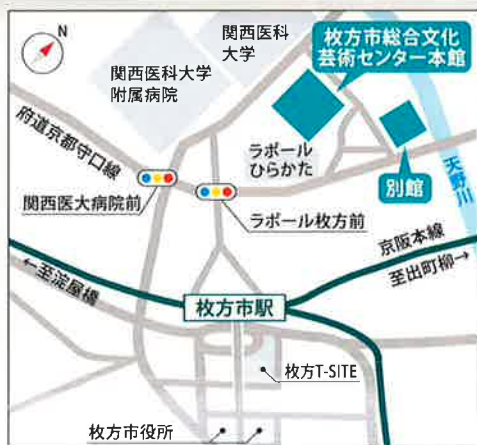 N
関西医科
大学
関西医科大学
附属病院
枚方市総合文化
芸術センター本館
府道京都守口線
ラポール
ひらかた
別館
天野川
関西医大病院前
ラポール枚方前
京阪本線
至出町柳→
←至淀屋橋
枚方市駅
枚方T-SITE
枚方市役所